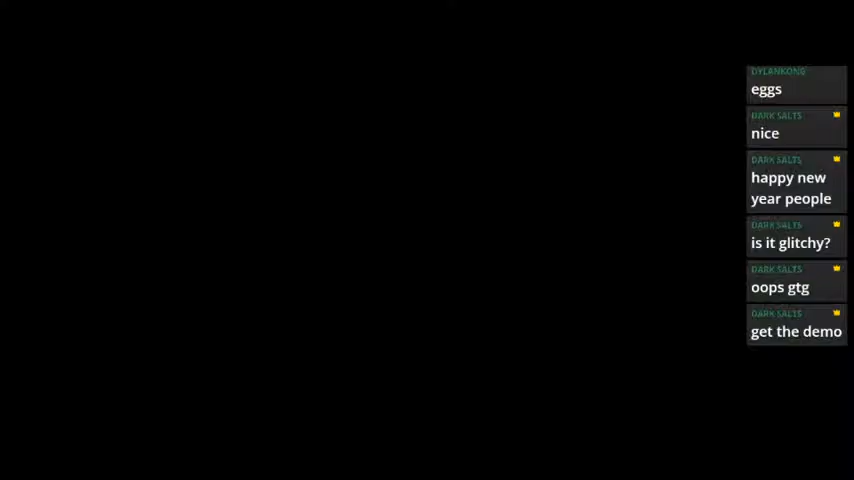 DYLANKONG
eggs
DARK SALTS
nice
DARK SALTS
happy new
year people
DARK SALTS
is it glitchy?
DARK SALTS
oops gtg
DARK SALTS
get the demo